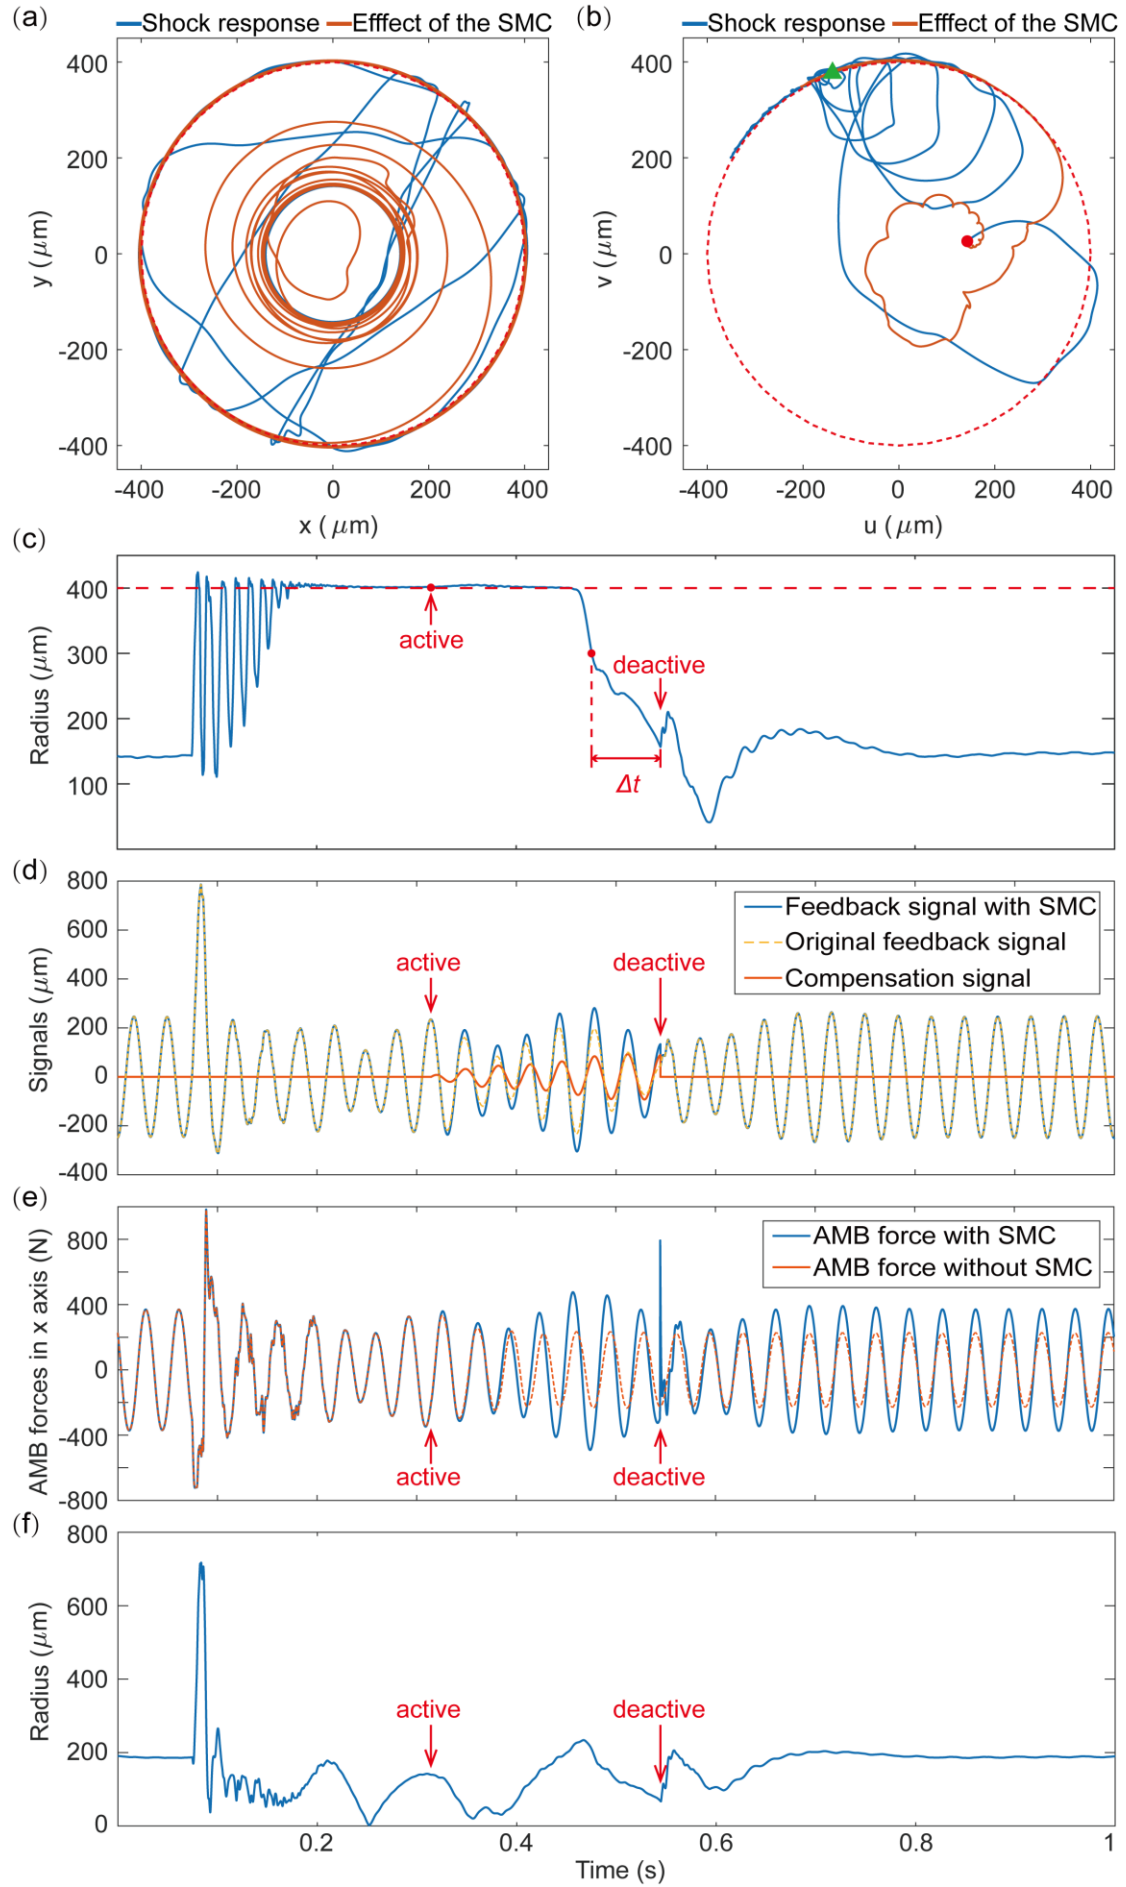 (a)
Shock response
Efffect of the SMC
400
200
0
-200
-400
y (μm)
-400 -200 0 200 400
x (μm)
(b)
Shock response
Effect of the SMC
400
200
0
-200
-400
v (μm)
-400 -200 0 200 400
u (μm)
(c)
400
300
200
100
Radius (μm)
active
deactive
Δt
(d)
800
600
400
200
0
-200
-400
Signals (μm)
active
deactive
Feedback signal with SMC
Original feedback signal
Compensation signal
(e)
800
400
0
-400
-800
AMB forces in x axis (N)
AMB force with SMC
AMB force without SMC
active
deactive
(f)
800
600
400
200
0
Radius (μm)
active
deactive
0.2 0.4 0.6 0.8 1
Time (s)